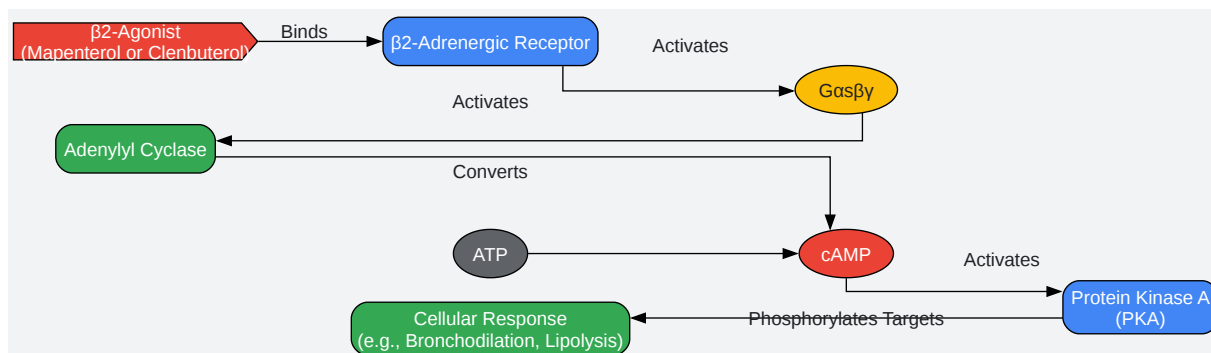 β2-Agonist
(Mapenterol or Clenbuterol)
Binds
β2-Adrenergic Receptor
Activates
Gαsβγ
Activates
Adenylyl Cyclase
Converts
ATP
cAMP
Activates
Protein Kinase A
(PKA)
Phosphorylates Targets
Cellular Response
(e.g., Bronchodilation, Lipolysis)